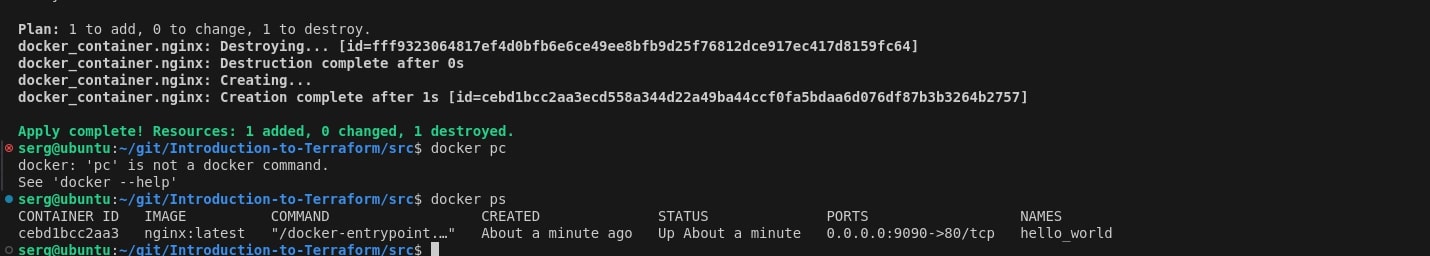 Plan: 1 to add, 0 to change, 1 to destroy.
docker_container.nginx: Destroying... [id=fff9323064817ef4d0bfb6e6ce49ee8bfb9d25f76812dce917ec417d8159fc64]
docker_container.nginx: Destruction complete after 0s
docker_container.nginx: Creating...
docker_container.nginx: Creation complete after 1s [id=cebd1bcc2aa3ecd558a344d22a49ba44ccf0fa5bdaa6d076df87b3b3264b2757]
Apply complete! Resources: 1 added, 0 changed, 1 destroyed.
serg@ubuntu:~/git/Introduction-to-Terraform/src$ docker pc
docker: 'pc' is not a docker command.
See 'docker --help'
serg@ubuntu:~/git/Introduction-to-Terraform/src$ docker ps
CONTAINER ID IMAGE COMMAND CREATED STATUS PORTS NAMES
cebd1bcc2aa3 nginx:latest "/docker-entrypoint.…" About a minute ago Up About a minute 0.0.0.0:9090->80/tcp hello_world
serg@ubuntu:~/git/Introduction-to-Terraform/src$